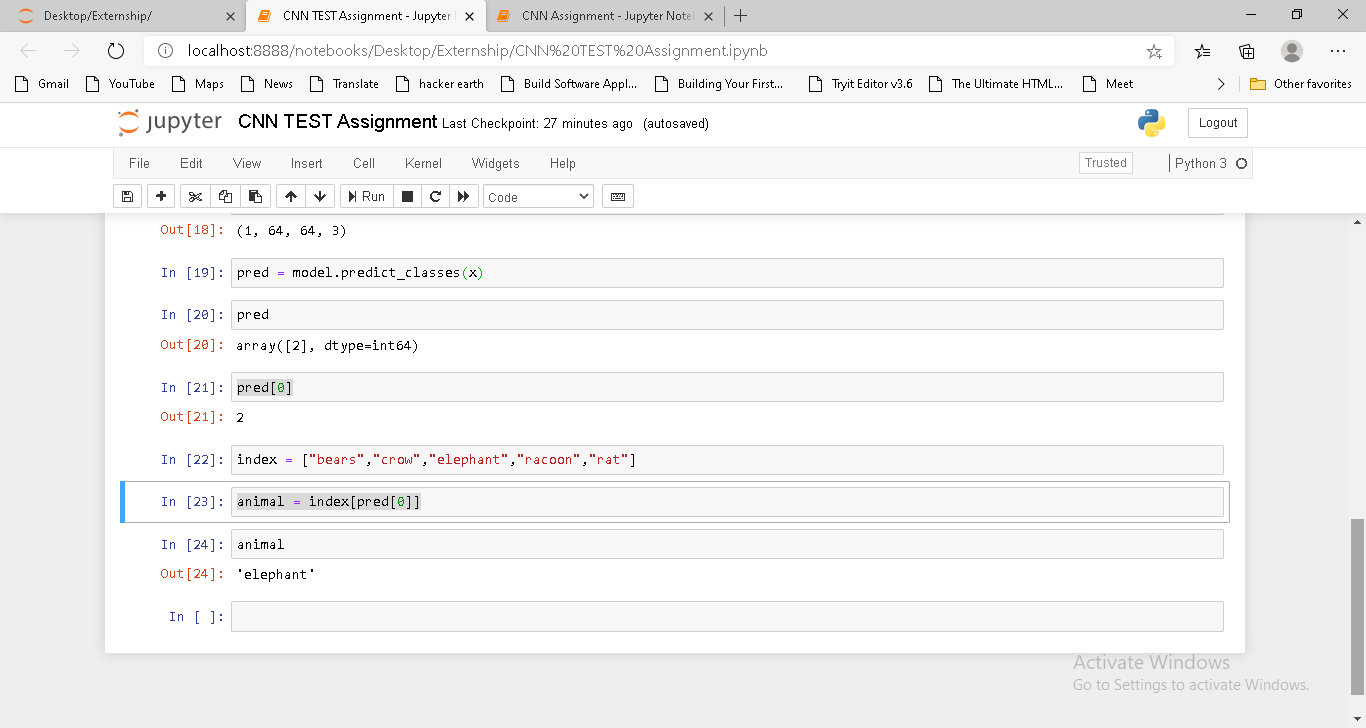 Desktop/Externship/
CNN TEST Assignment - Jupyter
CNN Assignment - Jupyter Note
localhost:8888/notebooks/Desktop/Externship/CNN%20TEST%20Assignment.ipynb
Gmail YouTube Maps News Translate hacker earth Build Software Appl... Building Your First... Tryit Editor v3.6 The Ultimate HTML... Meet Other favorites
jupyter CNN TEST Assignment Last Checkpoint: 27 minutes ago (autosaved)
Logout
File Edit View Insert Cell Kernel Widgets Help
Trusted
Python 3
Run
Code
Out[18]: (1, 64, 64, 3)
In [19]: pred = model.predict_classes(x)
In [20]: pred
Out[20]: array([2], dtype=int64)
In [21]: pred[0]
Out[21]: 2
In [22]: index = ["bears","crow","elephant","racoon","rat"]
In [23]: animal = index[pred[0]]
In [24]: animal
Out[24]: 'elephant'
In [ ]:
Activate Windows
Go to Settings to activate Windows.